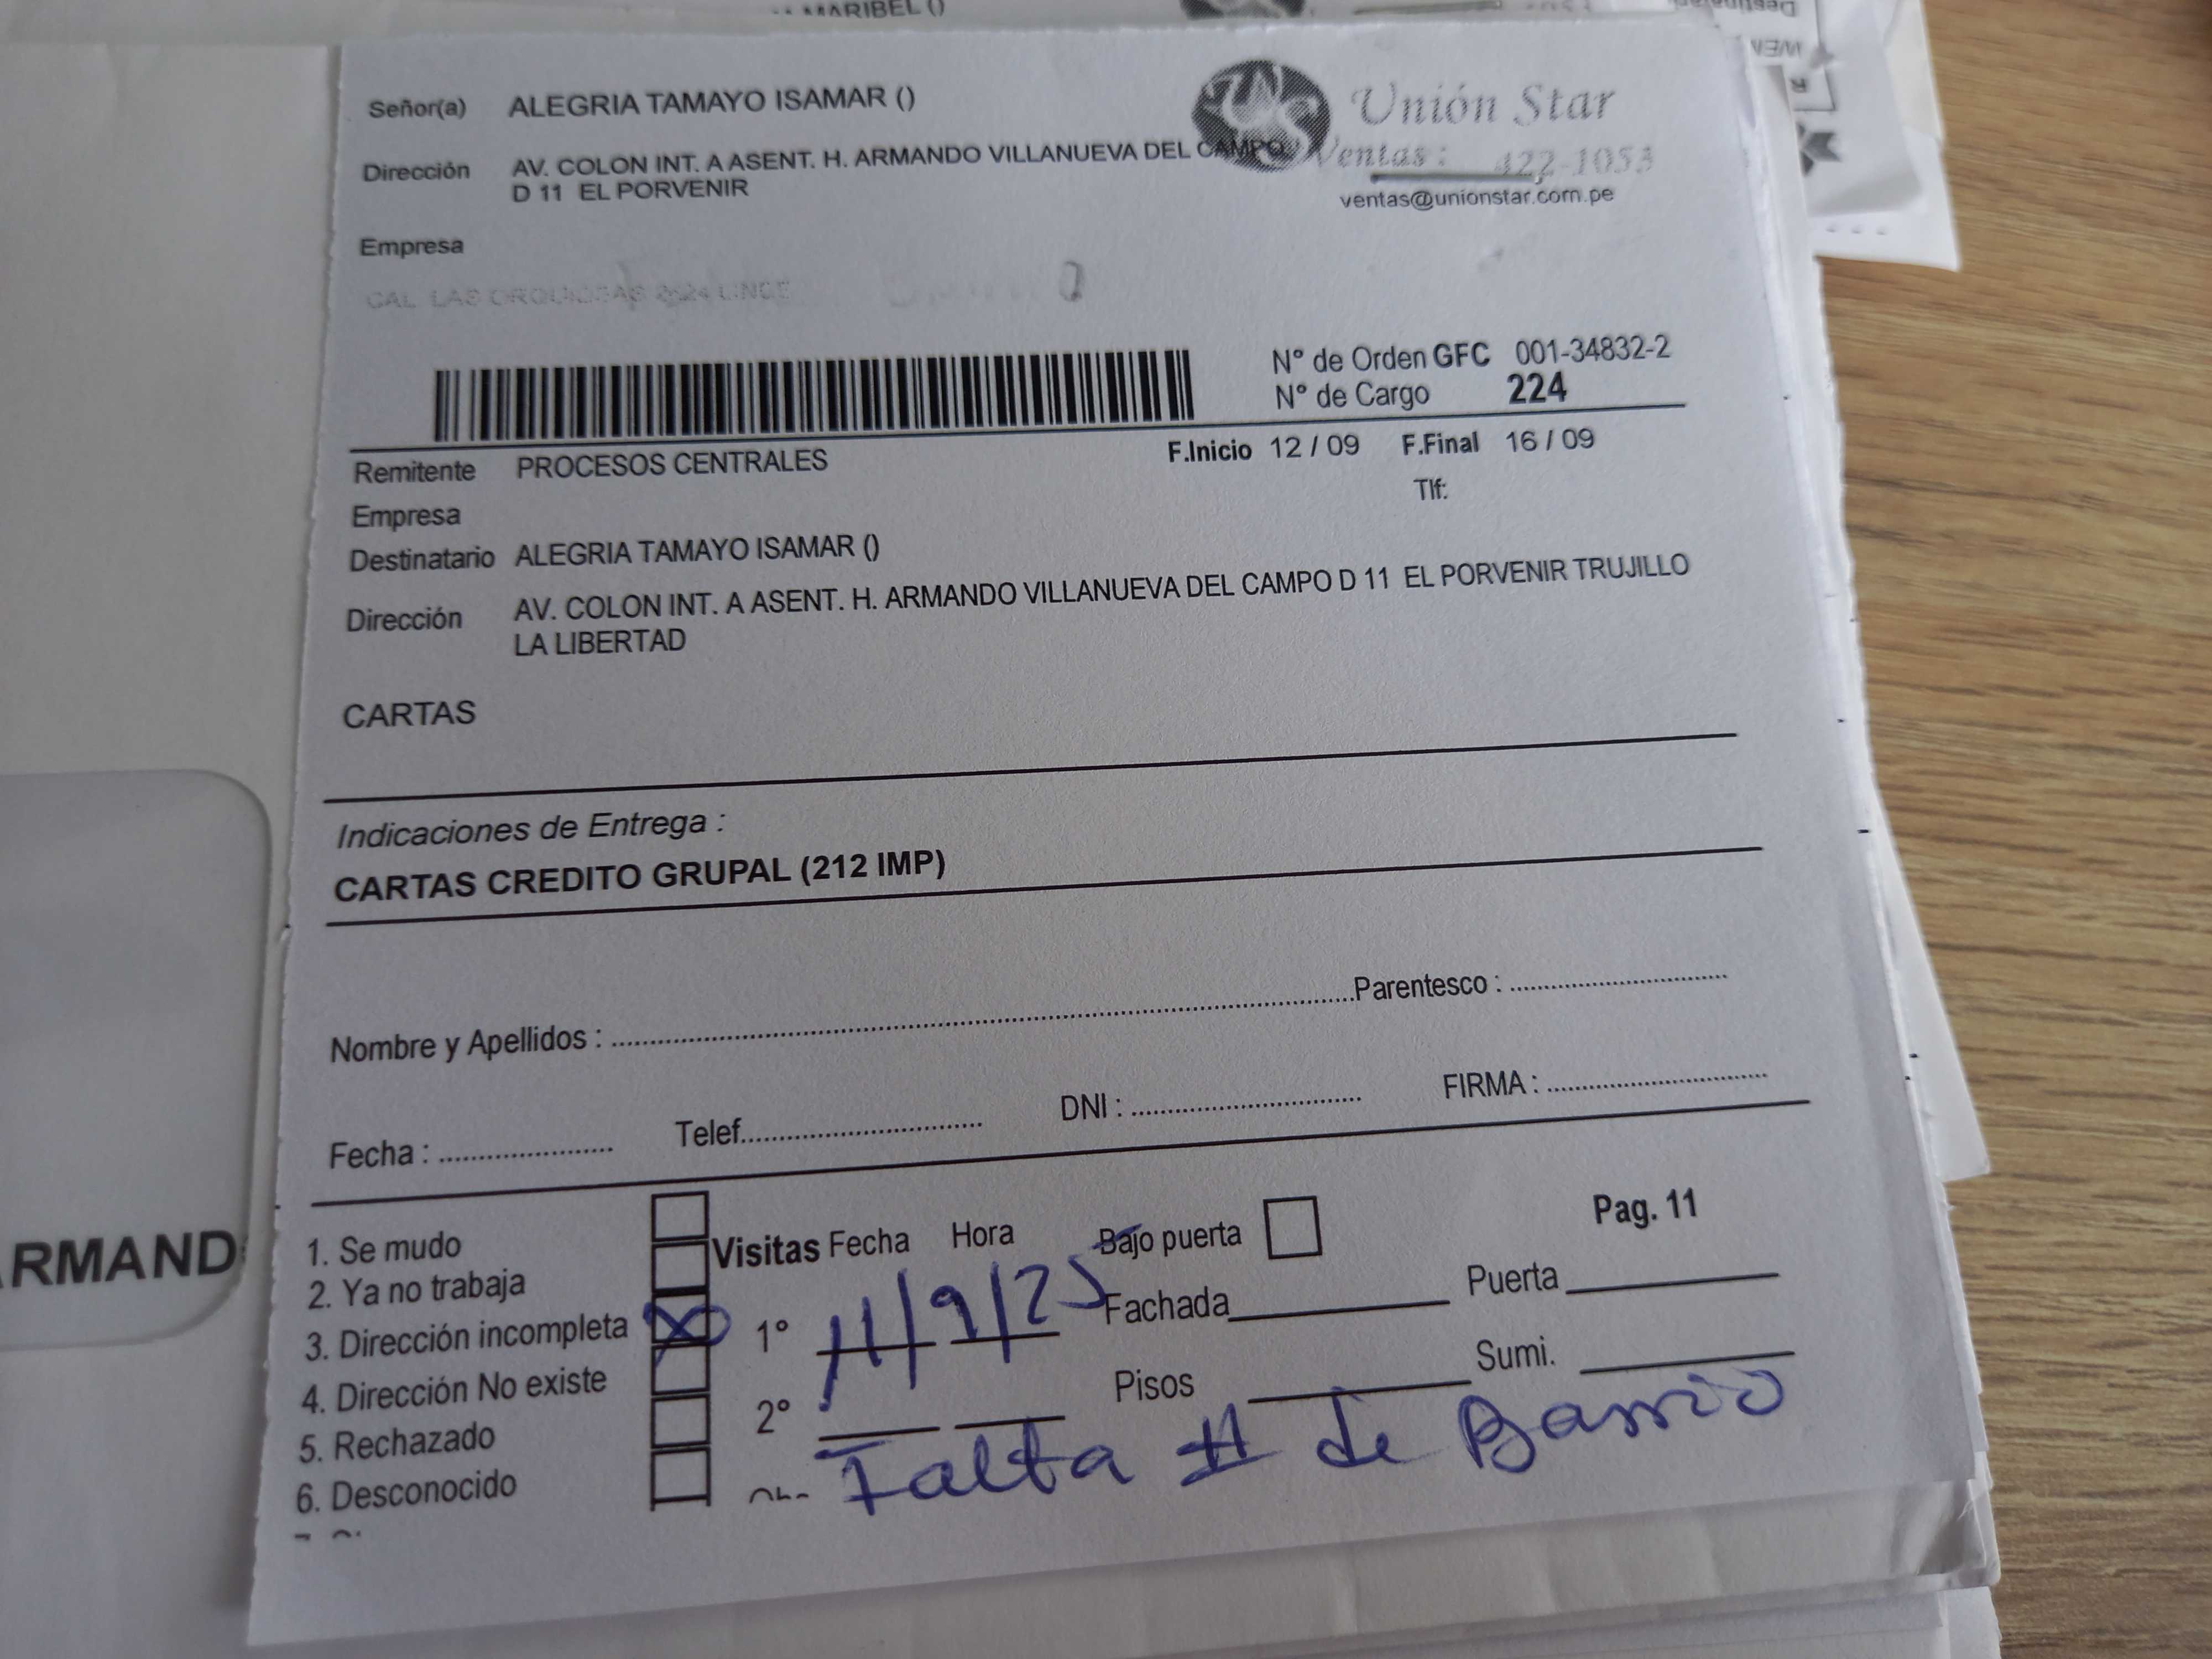 MARIBEL ()
Señor(a) ALEGRIA TAMAYO ISAMAR ()
Unión Star
Dirección AV. COLON INT. A ASENT. H. ARMANDO VILLANUEVA DEL CAMPO
D 11 EL PORVENIR
Ventas: 422-1053
ventas@unionstar.com.pe
Empresa
CAL LAS ORQUIDEAS LINCE
Nº de Orden GFC 001-34832-2
Nº de Cargo 224
Remitente PROCESOS CENTRALES F.Inicio 12 / 09 F.Final 16 / 09
Tlf:
Empresa
Destinatario ALEGRIA TAMAYO ISAMAR ()
Dirección AV. COLON INT. A ASENT. H. ARMANDO VILLANUEVA DEL CAMPO D 11 EL PORVENIR TRUJILLO
LA LIBERTAD
CARTAS
Indicaciones de Entrega :
CARTAS CREDITO GRUPAL (212 IMP)
Nombre y Apellidos : Parentesco :
Fecha : Telef. DNI : FIRMA :
1. Se mudo
2. Ya no trabaja
3. Dirección incompleta
4. Dirección No existe
5. Rechazado
6. Desconocido
Visitas Fecha Hora Bajo puerta Pag. 11
1° 11/9/25 Fachada Puerta
2° Pisos Sumi.
Falta # de Barrio
RMAND